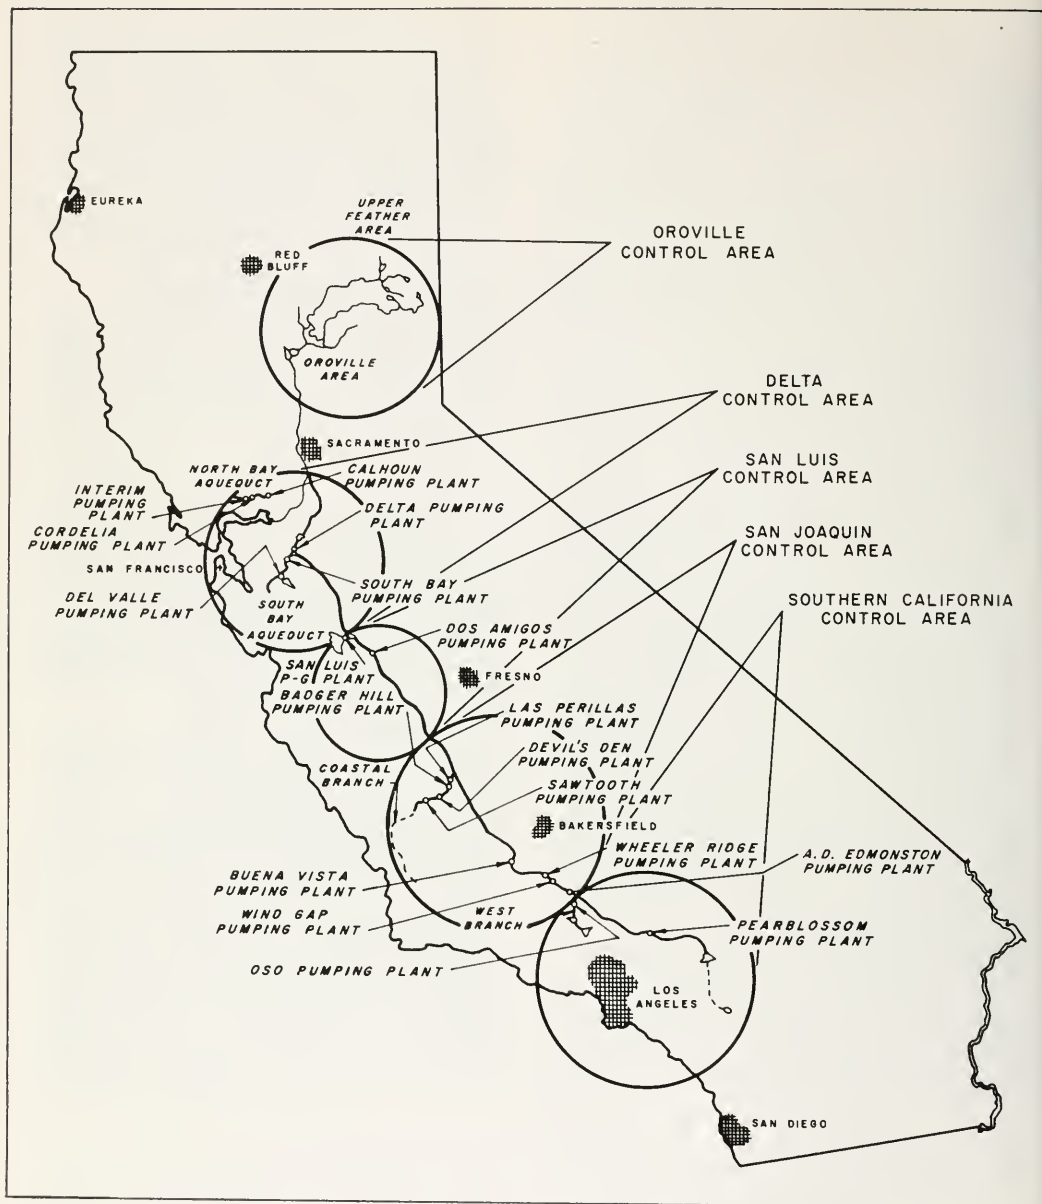 EUREKA
UPPER
FEATHER
AREA
OROVILLE
CONTROL AREA
RED
BLUFF
OROVILLE
AREA
DELTA
CONTROL AREA
SACRAMENTO
NORTH BAY
AQUEDUCT
CALHOUN
PUMPING PLANT
SAN LUIS
CONTROL AREA
INTERIM
PUMPING
PLANT
DELTA PUMPING
PLANT
CORDELIA
PUMPING PLANT
SAN JOAQUIN
CONTROL AREA
SAN FRANCISCO
SOUTH BAY
PUMPING PLANT
DEL VALLE
PUMPING PLANT
SOUTH
BAY
AQUEDUCT
SOUTHERN CALIFORNIA
CONTROL AREA
DOS AMIGOS
PUMPING PLANT
SAN LUIS
P-G PLANT
FRESNO
BADGER HILL
PUMPING PLANT
LAS PERILLAS
PUMPING PLANT
DEVIL'S DEN
PUMPING PLANT
COASTAL
BRANCH
SAWTOOTH
PUMPING PLANT
BAKERSFIELD
WHEELER RIDGE
PUMPING PLANT
A.D. EDMONSTON
PUMPING PLANT
BUENA VISTA
PUMPING PLANT
WIND GAP
PUMPING PLANT
WEST
BRANCH
PEARBLOSSOM
PUMPING PLANT
OSO PUMPING PLANT
LOS
ANGELES
SAN DIEGO